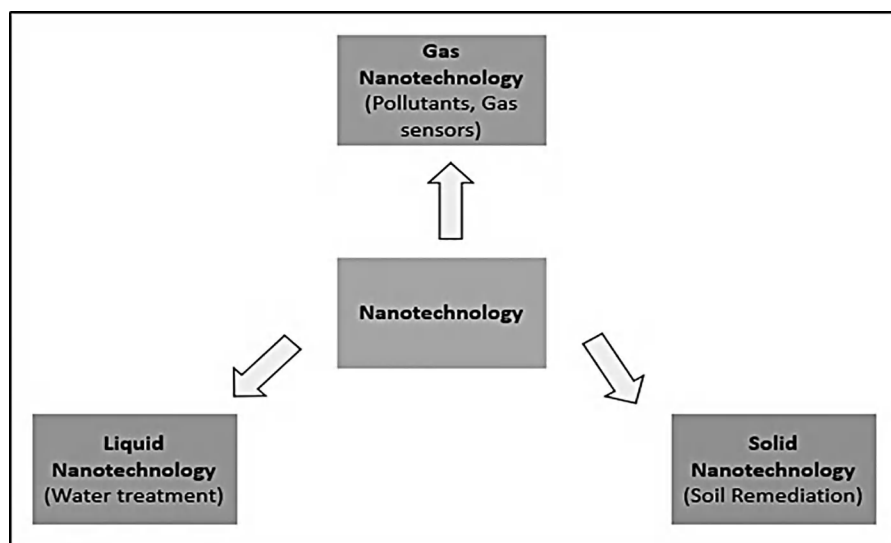 Gas
Nanotechnology
(Pollutants, Gas
sensors)
Nanotechnology
Liquid
Nanotechnology
(Water treatment)
Solid
Nanotechnology
(Soil Remediation)